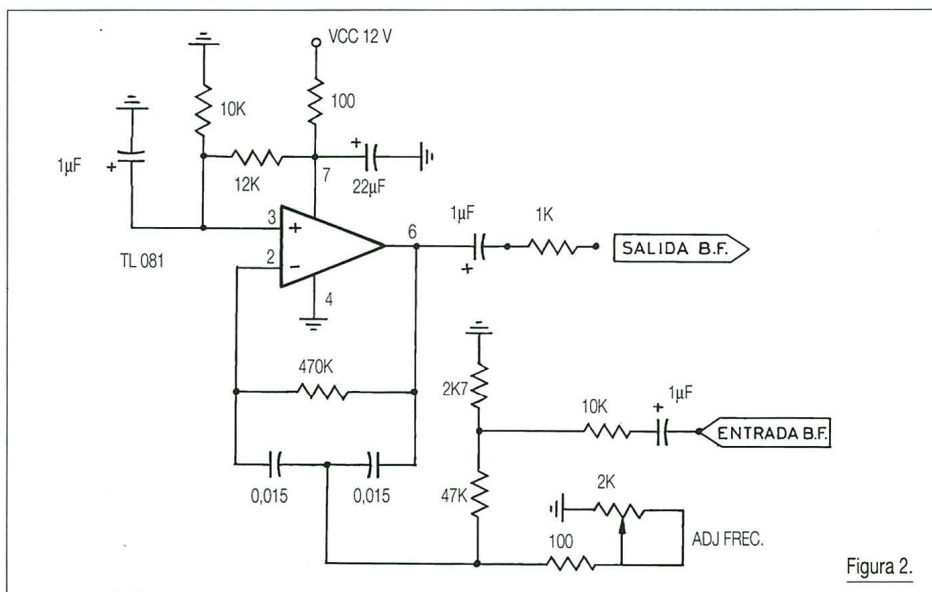 VCC 12 V
10K
100
1µF
+
12K
7
+
22µF
3
+
6
1µF
1K
+
SALIDA B.F.
TL 081
2
−
4
470K
2K7
10K
+
1µF
ENTRADA B.F.
0,015
0,015
47K
2K
100
ADJ FREC.
Figura 2.